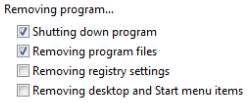 Removing program...
Shutting down program
Removing program files
Removing registry settings
Removing desktop and Start menu items